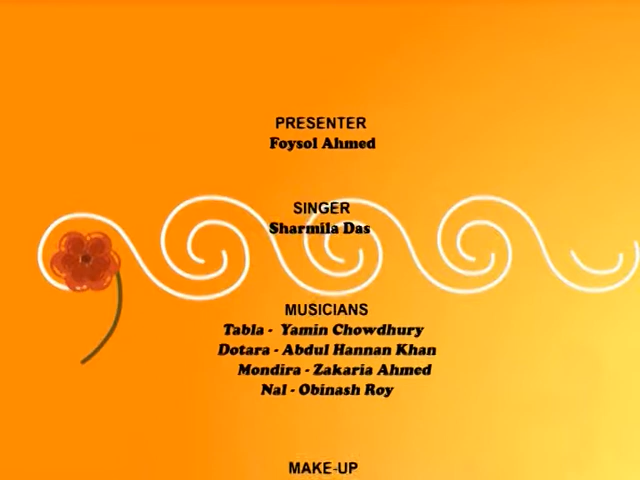 PRESENTER
Foysol Ahmed
SINGER
Sharmila Das
MUSICIANS
Tabla - Yamin Chowdhury
Dotara - Abdul Hannan Khan
Mondira - Zakaria Ahmed
Nal - Obinash Roy
MAKE-UP